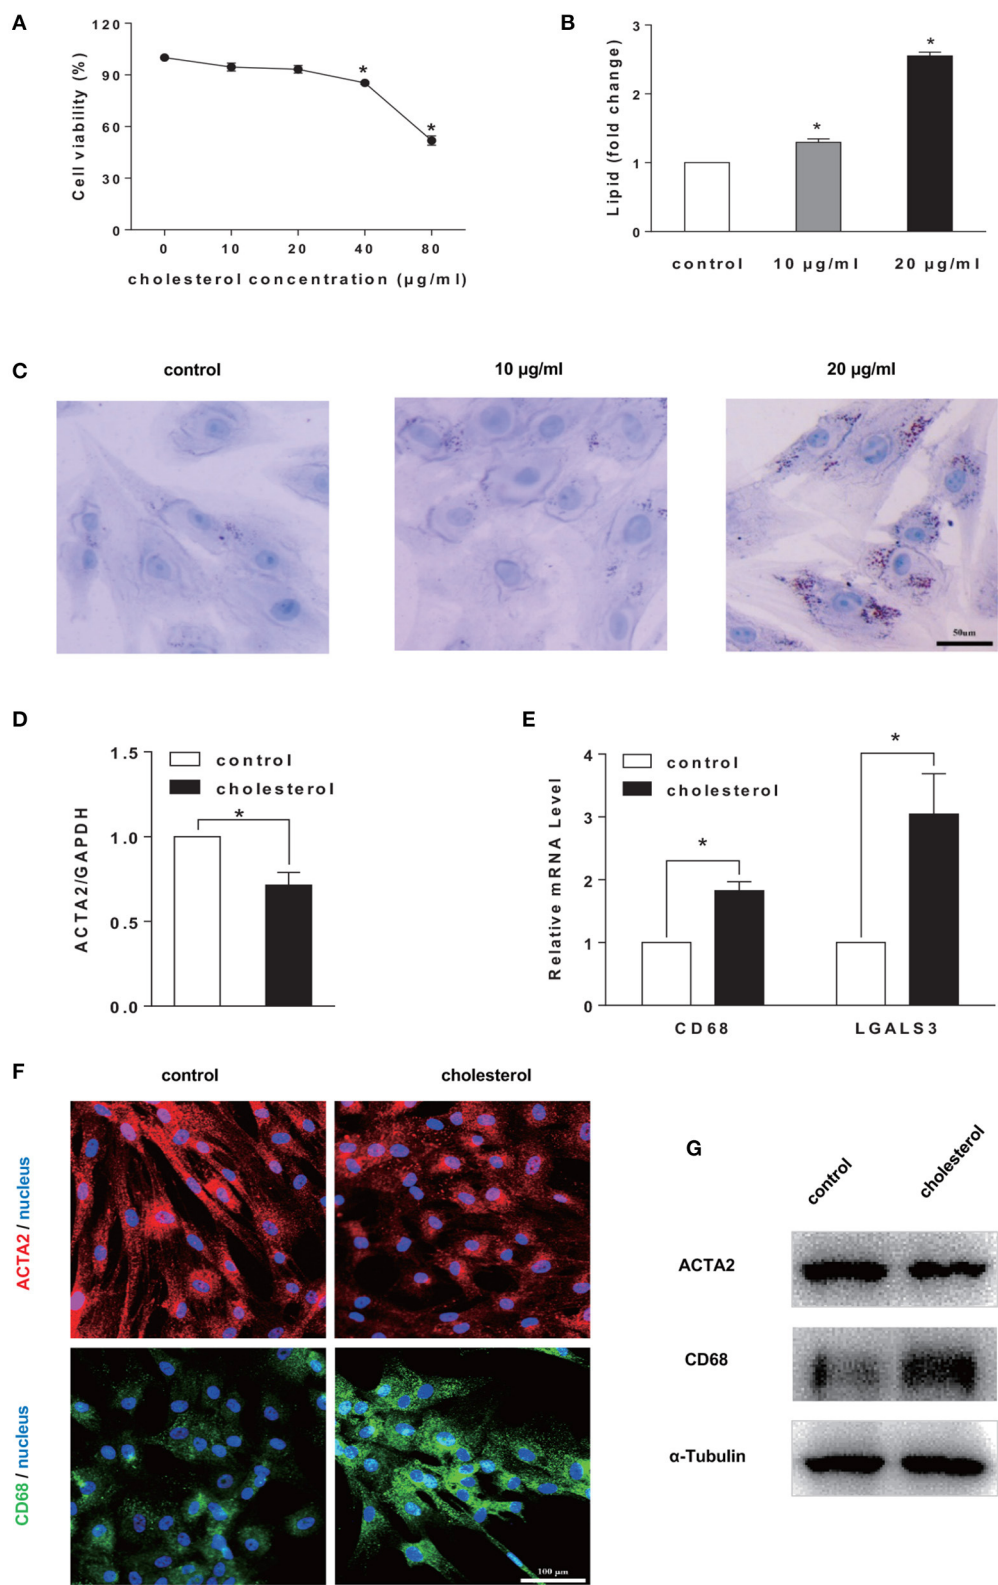 A
120
90
60
30
0
Cell viability (%)
*
*
0 10 20 40 80
cholesterol concentration (μg/ml)
B
3
2
1
0
Lipid (fold change)
*
*
control 10 μg/ml 20 μg/ml
C
control 10 μg/ml 20 μg/ml
50um
D
1.5
1.0
0.5
0.0
ACTA2/GAPDH
control
cholesterol
*
E
4
3
2
1
0
Relative mRNA Level
control
cholesterol
*
*
CD68 LGALS3
F
control cholesterol
ACTA2 / nucleus
CD68 / nucleus
100 μm
G
control cholesterol
ACTA2
CD68
α-Tubulin